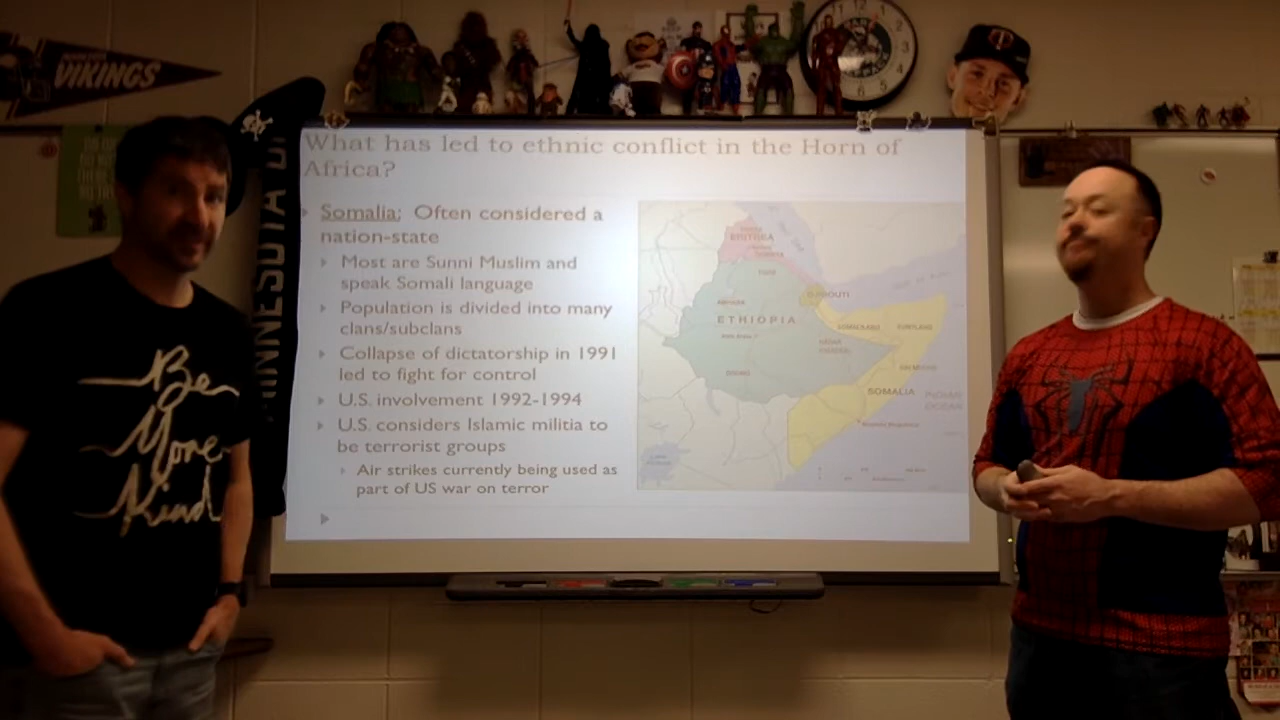 VIKINGS
What has led to ethnic conflict in the Horn of
Africa?
Somalia: Often considered a
nation-state
Most are Sunni Muslim and
speak Somali language
Population is divided into many
clans/subclans
Collapse of dictatorship in 1991
led to fight for control
U.S. involvement 1992-1994
U.S. considers Islamic militia to
be terrorist groups
Air strikes currently being used as
part of US war on terror
ERITREA
DJIBOUTI
ETHIOPIA
SOMALILAND PUNTLAND
SOMALIA
MINNESOTA
Be
More
Kind